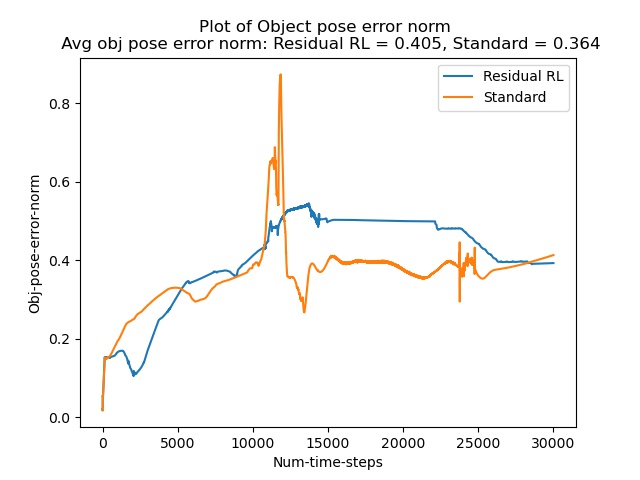 Plot of Object pose error norm
Avg obj pose error norm: Residual RL = 0.405, Standard = 0.364
Residual RL
Standard
Obj-pose-error-norm
0.8
0.6
0.4
0.2
0.0
0 5000 10000 15000 20000 25000 30000
Num-time-steps